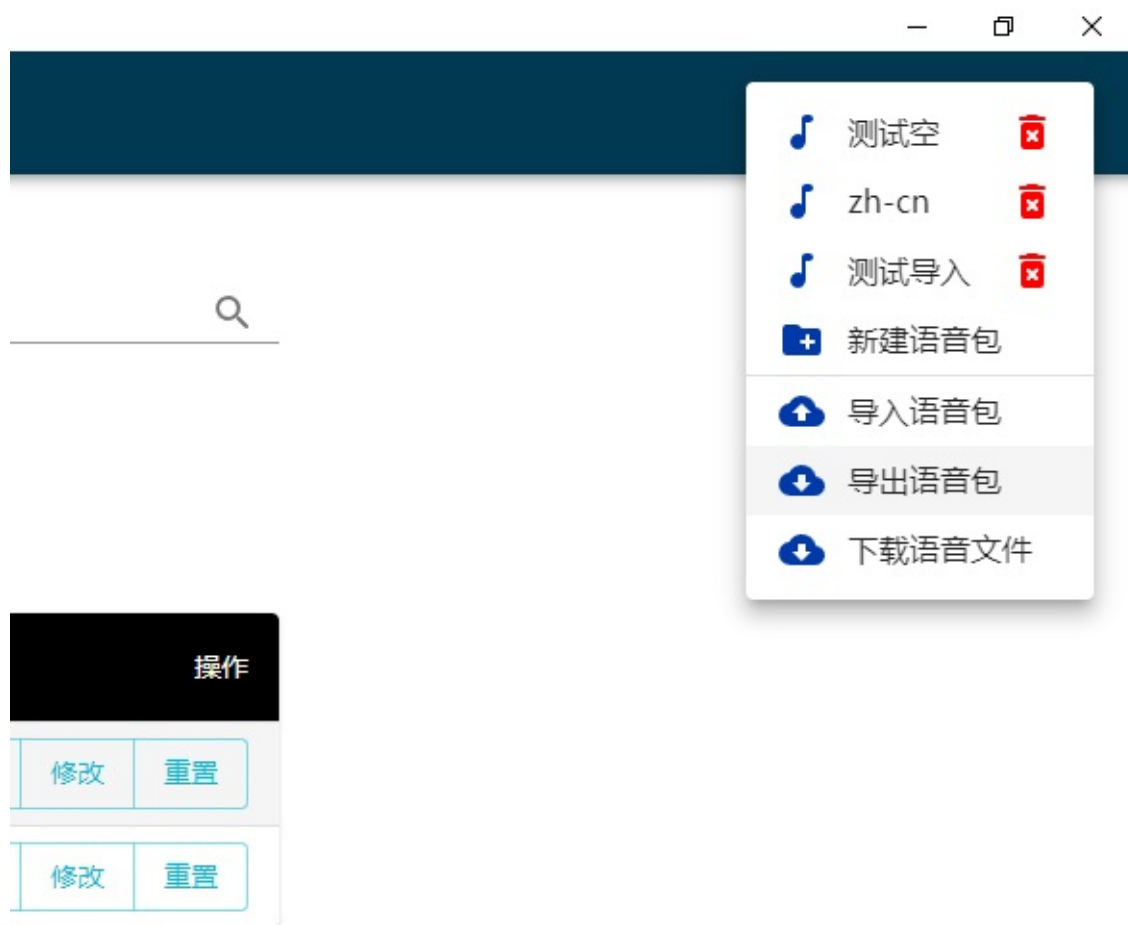 测试空
zh-cn
测试导入
新建语音包
导入语音包
导出语音包
下载语音文件
操作
修改 重置
修改 重置